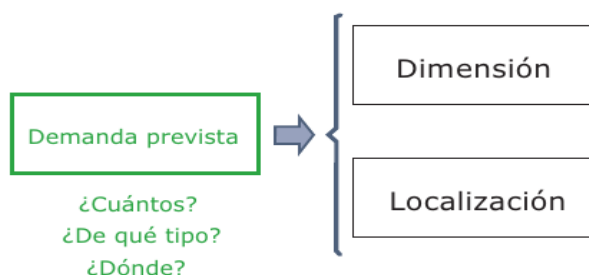 Demanda prevista
¿Cuántos?
¿De qué tipo?
¿Dónde?
Dimensión
Localización